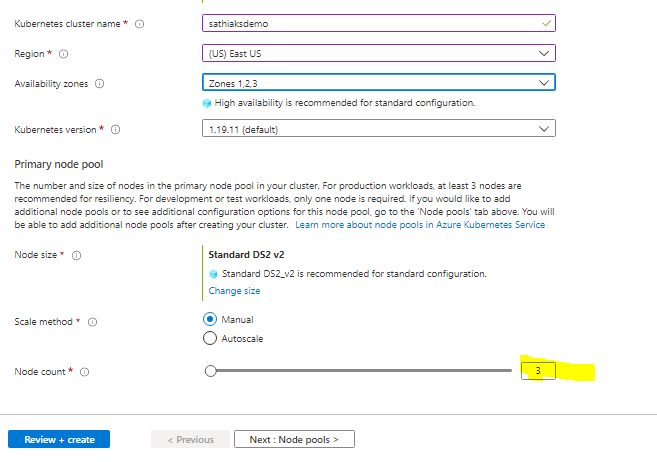 Kubernetes cluster name *
sathiaksdemo
Region *
(US) East US
Availability zones
Zones 1,2,3
High availability is recommended for standard configuration.
Kubernetes version *
1.19.11 (default)
Primary node pool
The number and size of nodes in the primary node pool in your cluster. For production workloads, at least 3 nodes are
recommended for resiliency. For development or test workloads, only one node is required. If you would like to add
additional node pools or to see additional configuration options for this node pool, go to the 'Node pools' tab above. You will
be able to add additional node pools after creating your cluster. Learn more about node pools in Azure Kubernetes Service
Node size *
Standard DS2 v2
Standard DS2_v2 is recommended for standard configuration.
Change size
Scale method *
Manual
Autoscale
Node count *
3
Review + create
< Previous
Next : Node pools >